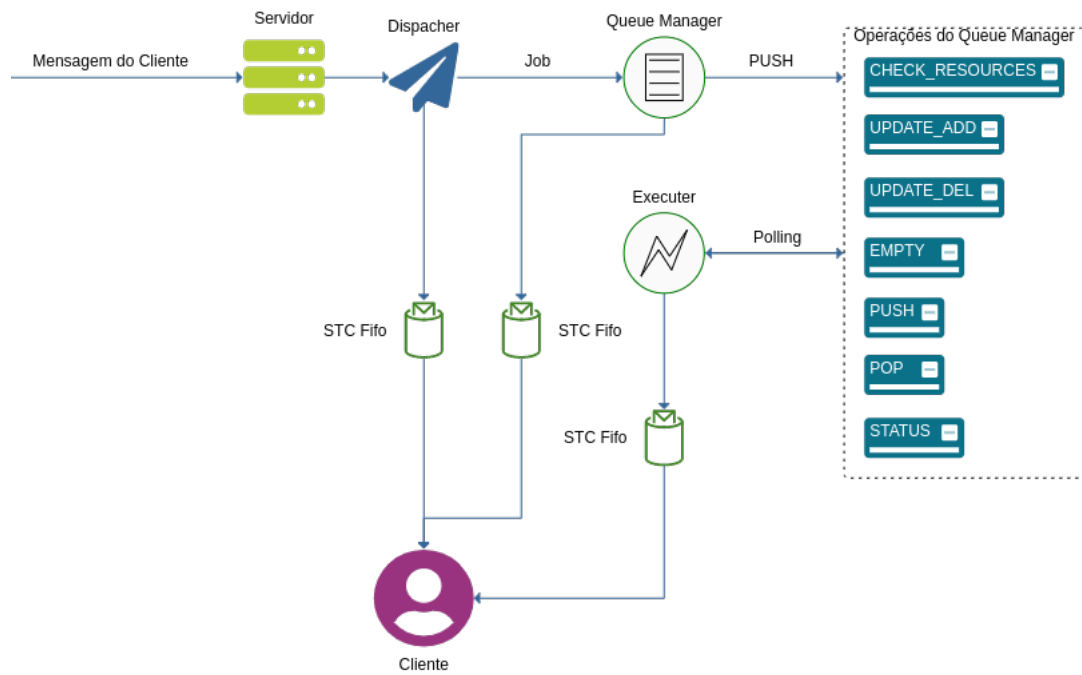 Servidor
Dispacher
Queue Manager
Operações do Queue Manager
Mensagem do Cliente
Job
PUSH
CHECK_RESOURCES
UPDATE_ADD
UPDATE_DEL
Executer
Polling
EMPTY
PUSH
STC Fifo
STC Fifo
POP
STC Fifo
STATUS
Cliente